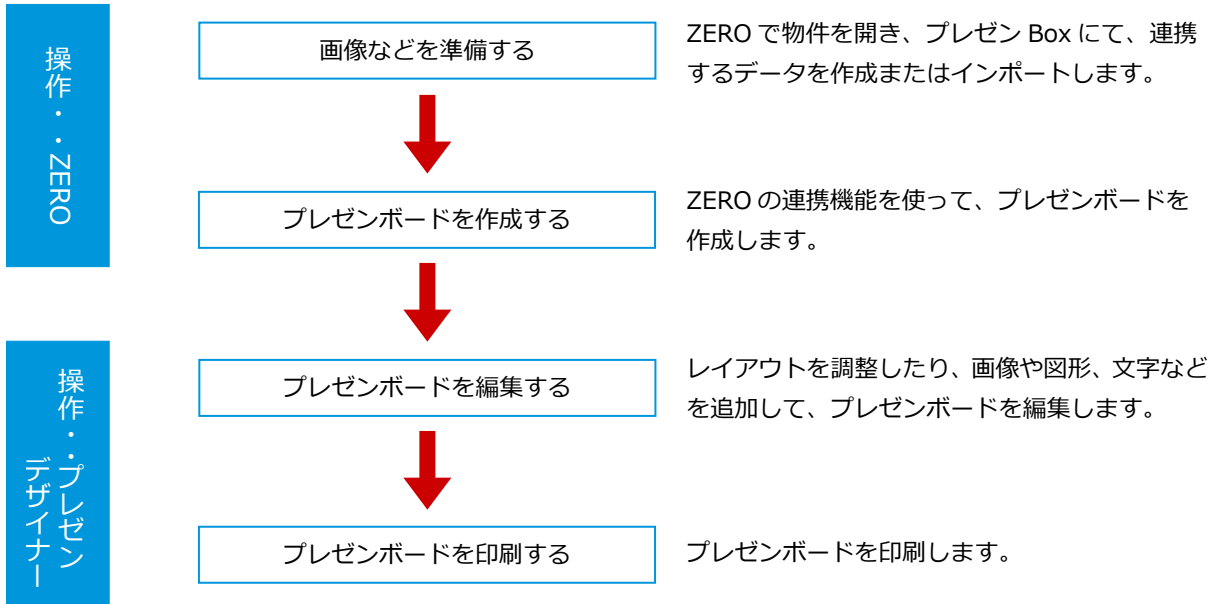 操作・・ZERO
画像などを準備する
ZERO で物件を開き、プレゼン Box にて、連携
するデータを作成またはインポートします。
プレゼンボードを作成する
ZERO の連携機能を使って、プレゼンボードを
作成します。
操作・・プレゼン
デザイナー
プレゼンボードを編集する
レイアウトを調整したり、画像や図形、文字など
を追加して、プレゼンボードを編集します。
プレゼンボードを印刷する
プレゼンボードを印刷します。